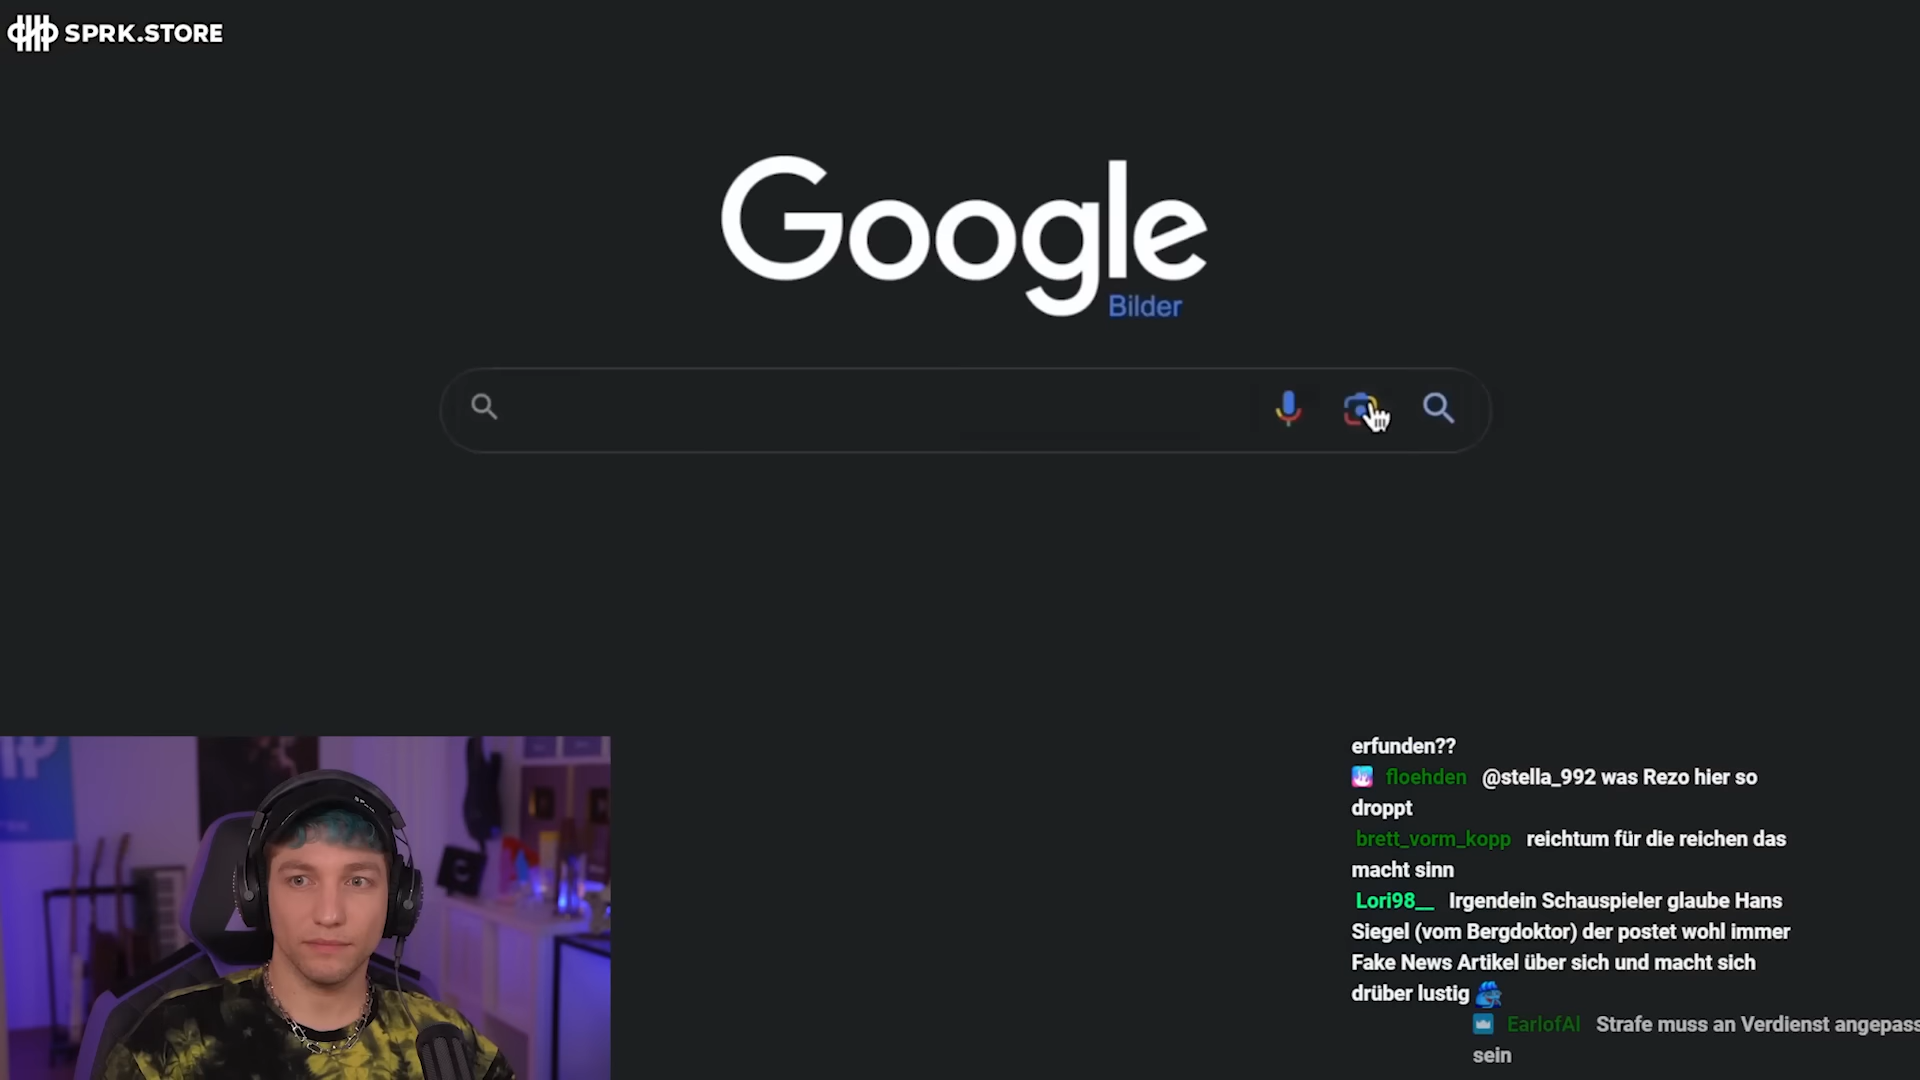 SPRK.STORE
Google
Bilder
erfunden??
floehden @stella_992 was Rezo hier so
droppt
brett_vorm_kopp reichtum für die reichen das
macht sinn
Lori98__ Irgendein Schauspieler glaube Hans
Siegel (vom Bergdoktor) der postet wohl immer
Fake News Artikel über sich und macht sich
drüber lustig
EarlofAl Strafe muss an Verdienst angepass
sein